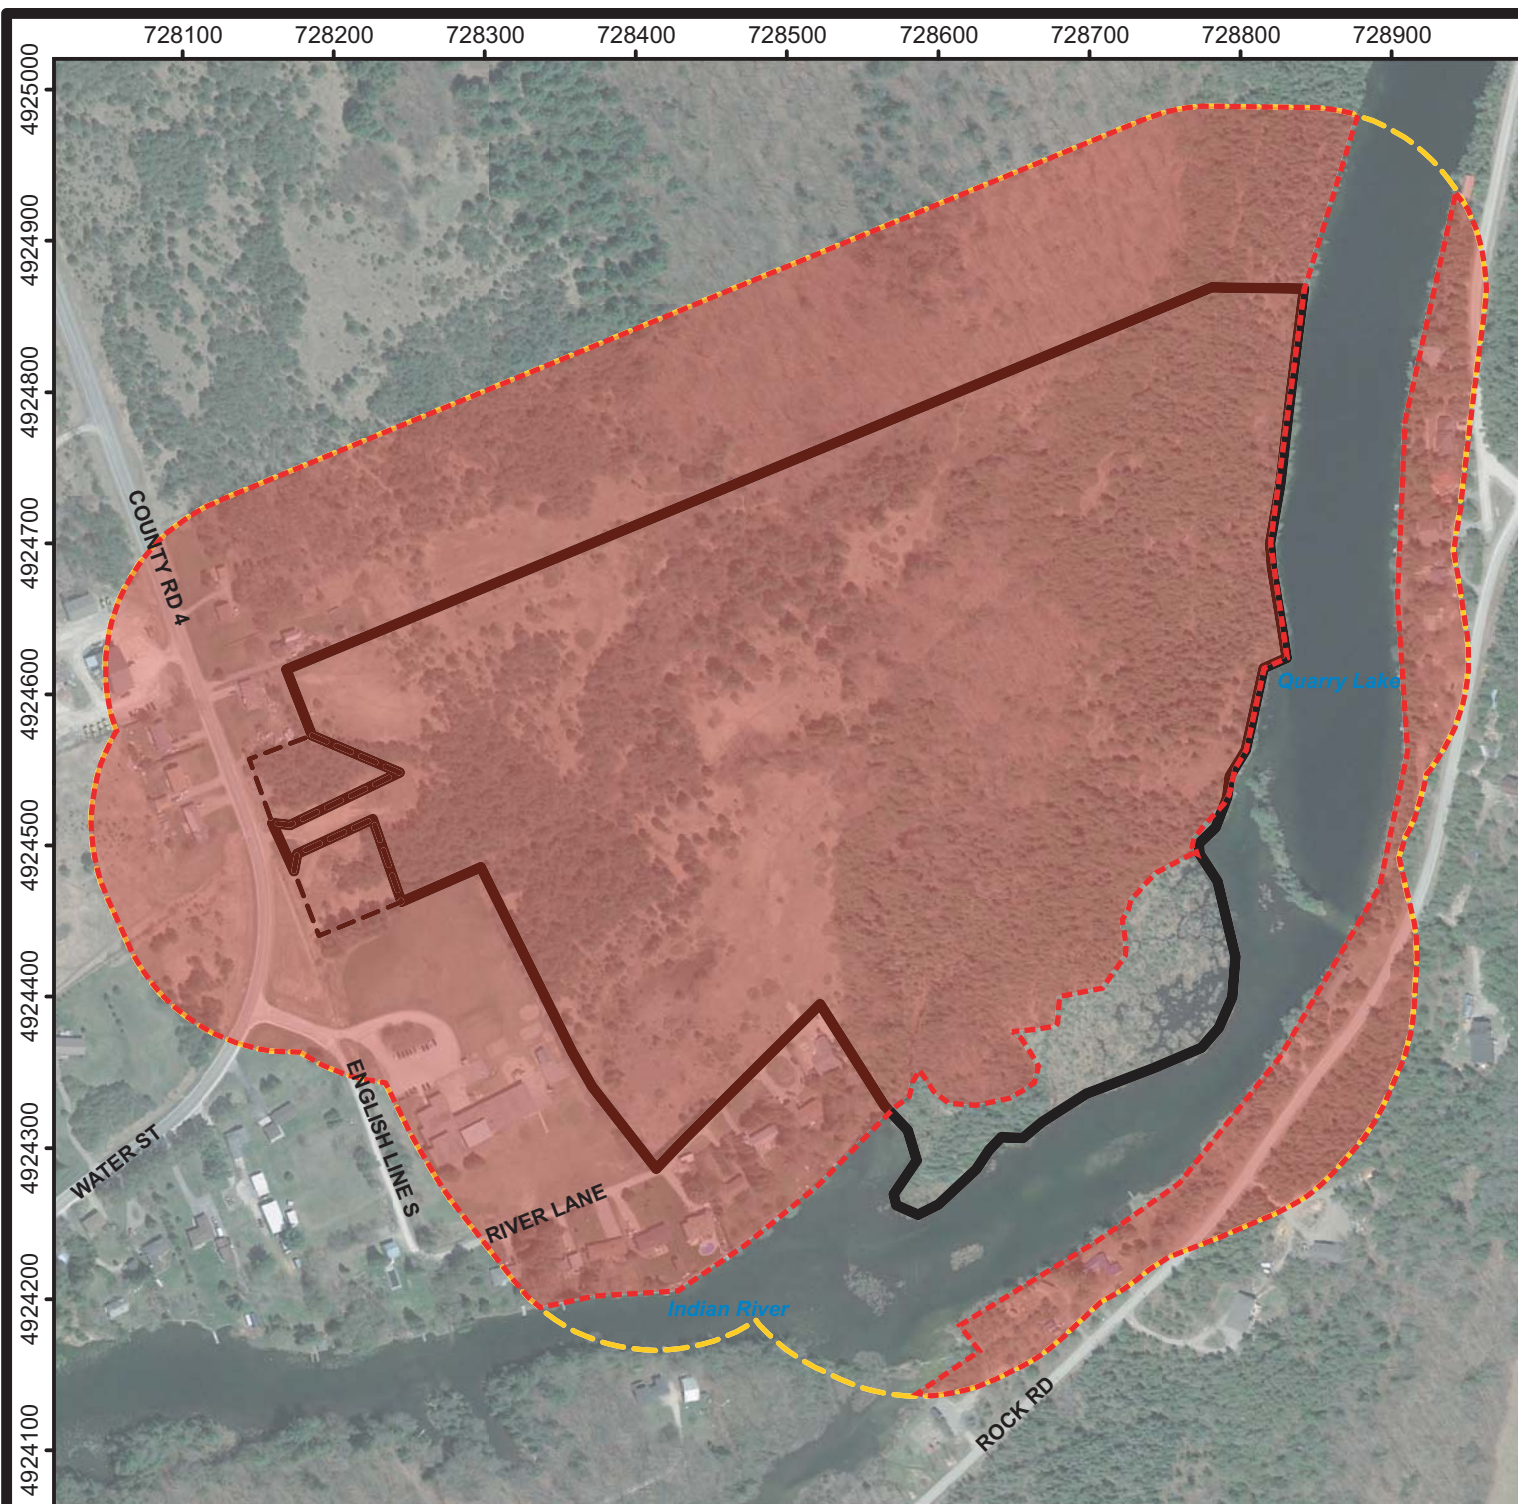 728100 728200 728300 728400 728500 728600 728700 728800 728900
4925000
4924900
4924800
4924700
4924600
4924500
4924400
4924300
4924200
4924100
COUNTY RD 4
Quarry Lake
ENGLISH LINE S
WATER ST
RIVER LANE
Indian River
ROCK RD